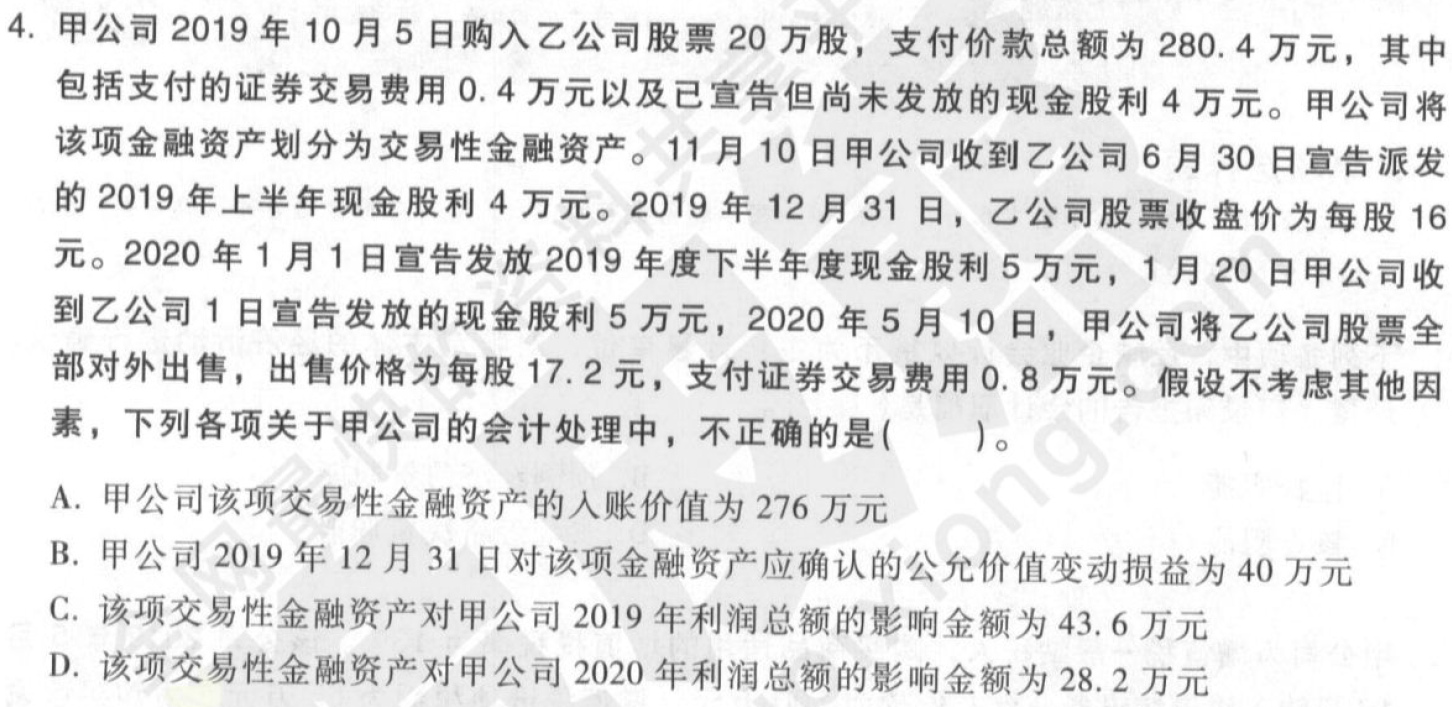 4. 甲公司 2019 年 10 月 5 日购入乙公司股票 20 万股，支付价款总额为 280. 4 万元，其中
包括支付的证券交易费用 0. 4 万元以及已宣告但尚未发放的现金股利 4 万元。甲公司将
该项金融资产划分为交易性金融资产。11 月 10 日甲公司收到乙公司 6 月 30 日宣告派发
的 2019 年上半年现金股利 4 万元。2019 年 12 月 31 日，乙公司股票收盘价为每股 16
元。2020 年 1 月 1 日宣告发放 2019 年度下半年度现金股利 5 万元，1 月 20 日甲公司收
到乙公司 1 日宣告发放的现金股利 5 万元，2020 年 5 月 10 日，甲公司将乙公司股票全
部对外出售，出售价格为每股 17. 2 元，支付证券交易费用 0. 8 万元。假设不考虑其他因
素，下列各项关于甲公司的会计处理中，不正确的是(　　)。
A. 甲公司该项交易性金融资产的入账价值为 276 万元
B. 甲公司 2019 年 12 月 31 日对该项金融资产应确认的公允价值变动损益为 40 万元
C. 该项交易性金融资产对甲公司 2019 年利润总额的影响金额为 43. 6 万元
D. 该项交易性金融资产对甲公司 2020 年利润总额的影响金额为 28. 2 万元